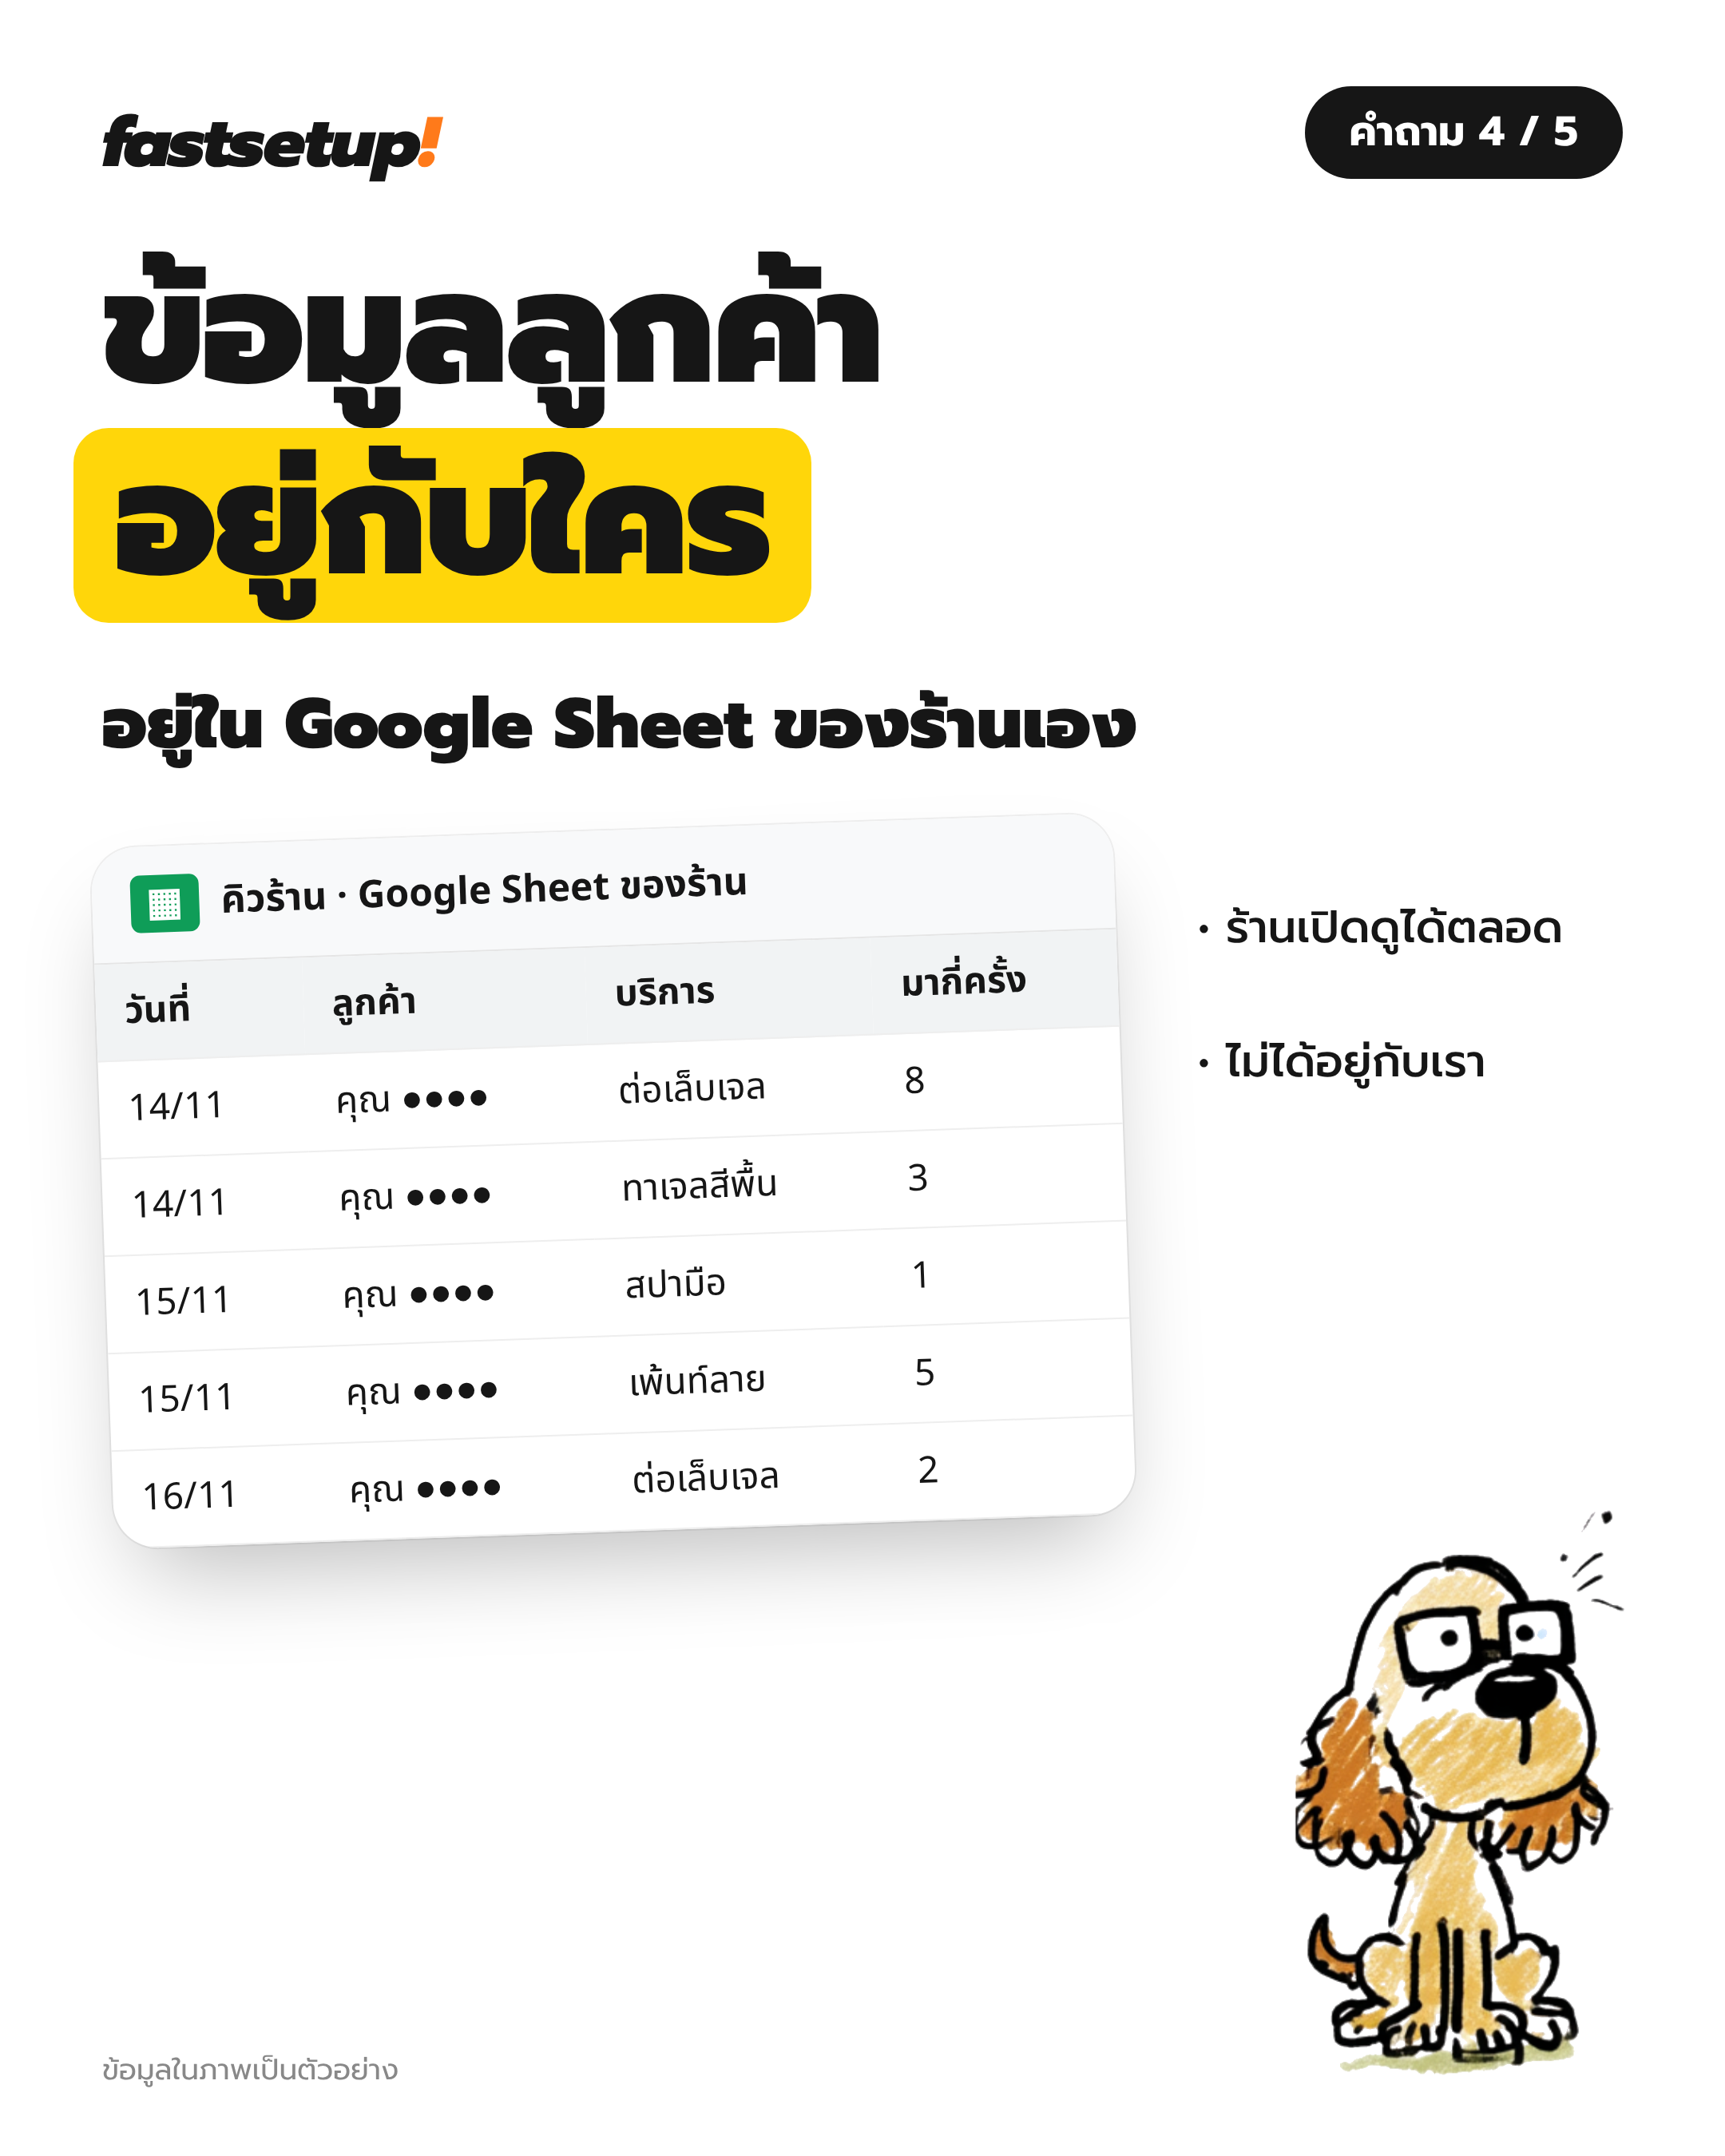 fastsetup!
คำถาม 4 / 5
ข้อมูลลูกค้า
อยู่กับใคร
อยู่ใน Google Sheet ของร้านเอง
คิวร้าน · Google Sheet ของร้าน
วันที่ ลูกค้า บริการ มากี่ครั้ง
14/11 คุณ ●●●● ต่อเล็บเจล 8
14/11 คุณ ●●●● ทาเจลสีพื้น 3
15/11 คุณ ●●●● สปามือ 1
15/11 คุณ ●●●● เพ้นท์ลาย 5
16/11 คุณ ●●●● ต่อเล็บเจล 2
· ร้านเปิดดูได้ตลอด
· ไม่ได้อยู่กับเรา
ข้อมูลในภาพเป็นตัวอย่าง